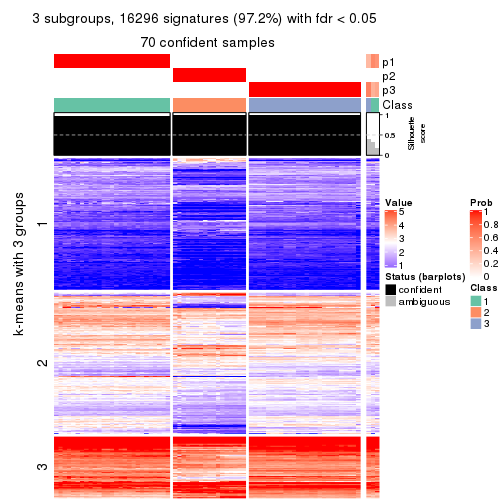 3 subgroups, 16296 signatures (97.2%) with fdr < 0.05
70 confident samples
p1
p2
p3
Class
1
0.5
0
Silhouette
score
k-means with 3 groups
1
2
3
Value
5
4
3
2
1
Status (barplots)
confident
ambiguous
Prob
1
0.8
0.6
0.4
0.2
0
Class
1
2
3